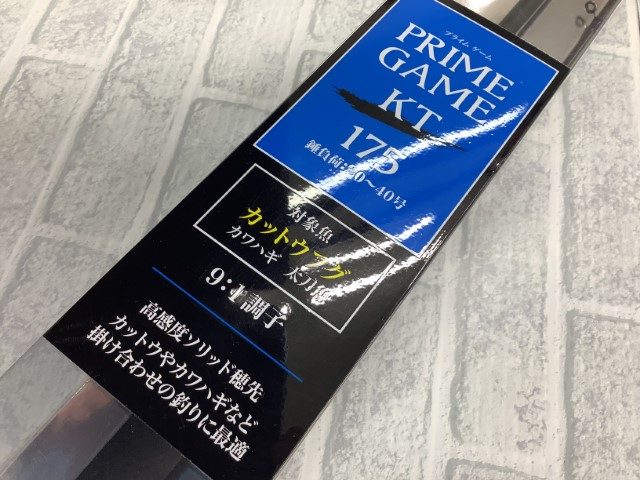 プライム ゲーム
PRIME
GAME
KT
175
錘負荷:20～40号
対象魚
カットウフグ
カワハギ 太刀魚
9:1調子
高感度ソリッド穂先
カットウやカワハギなど
掛け合わせの釣りに最適